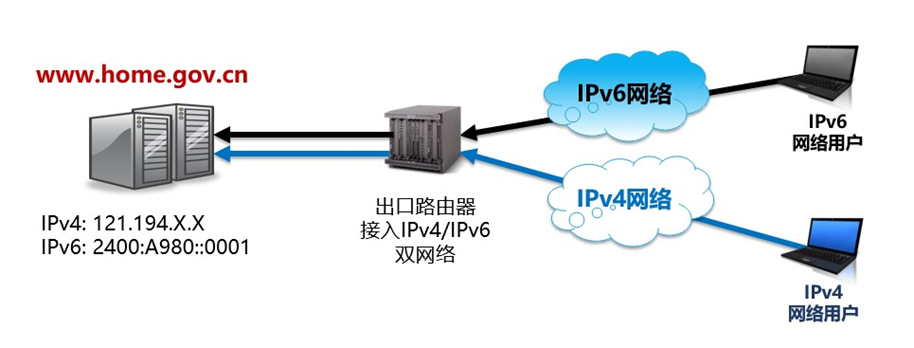 www.home.gov.cn
IPv4: 121.194.X.X
IPv6: 2400:A980::0001
出口路由器
接入IPv4/IPv6
双网络
IPv6网络
IPv4网络
IPv6
网络用户
IPv4
网络用户